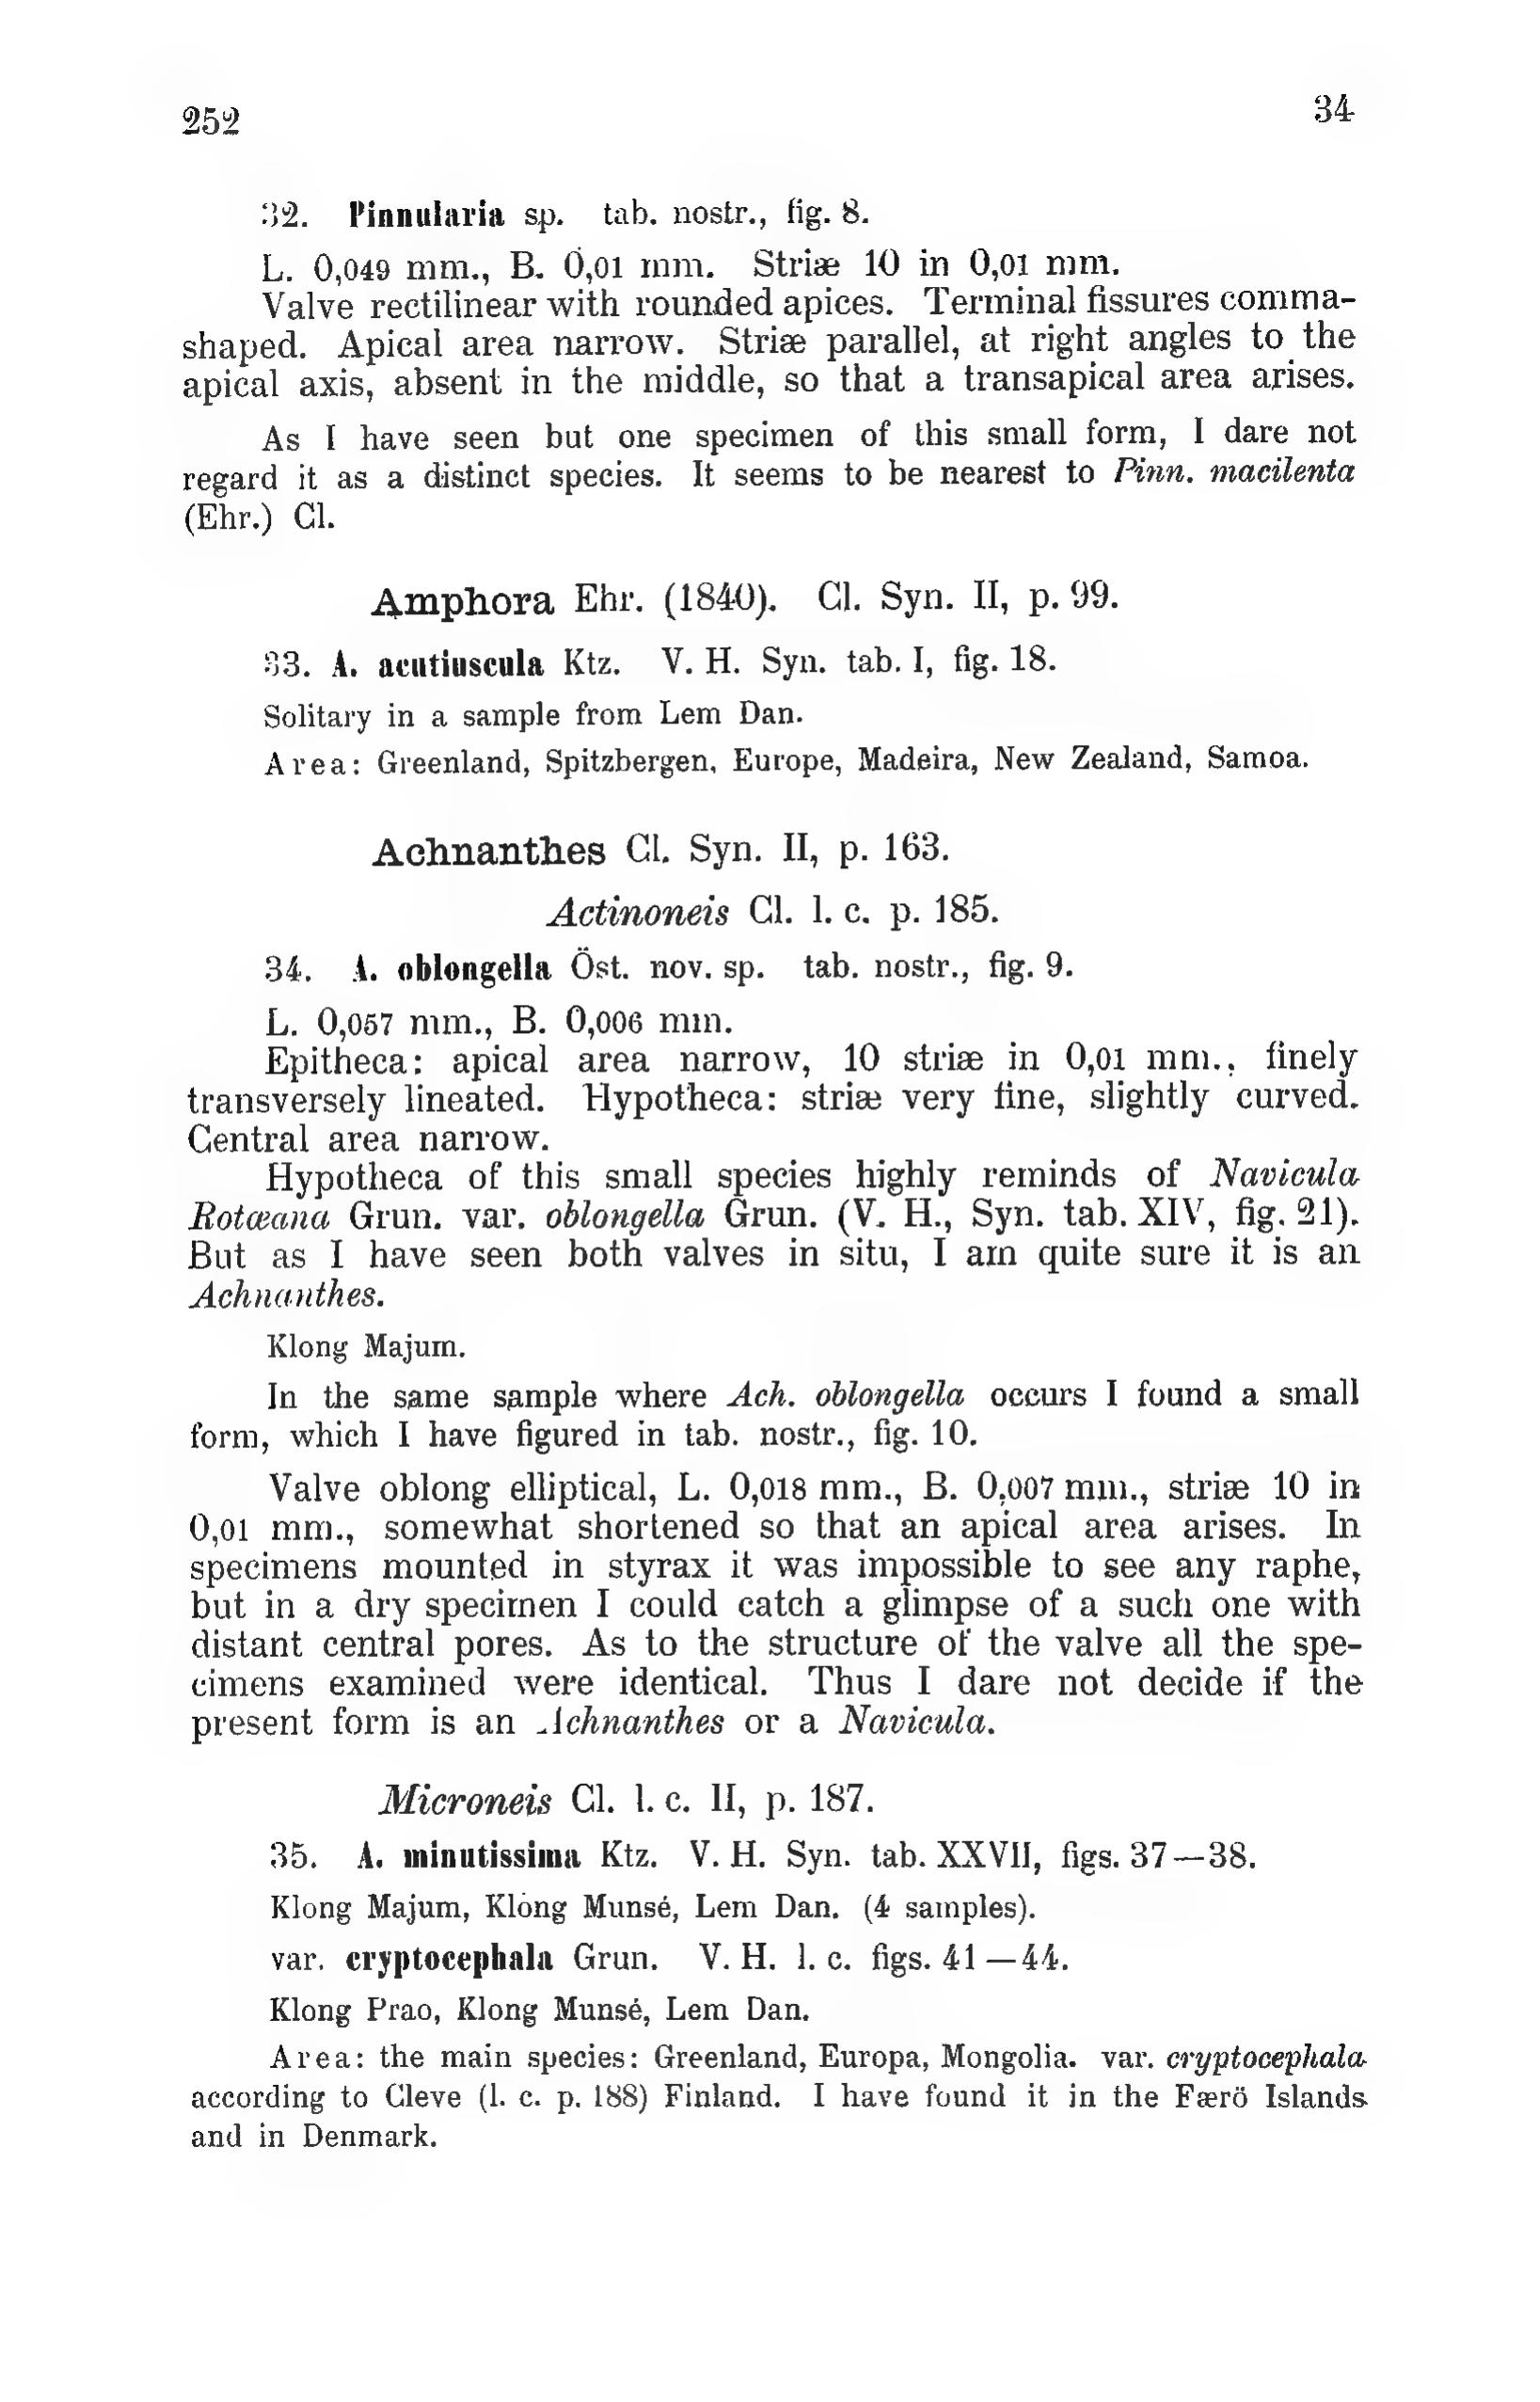 252
34
32. Pinnularia sp. tab. nostr., fig. 8.
L. 0,049 mm., B. 0,01 mm. Striæ 10 in 0,01 mm.
Valve rectilinear with rounded apices. Terminal fissures comma-
shaped. Apical area narrow. Striæ parallel, at right angles to the
apical axis, absent in the middle, so that a transapical area arises.
As I have seen but one specimen of this small form, I dare not
regard it as a distinct species. It seems to be nearest to Pinn. macilenta
(Ehr.) Cl.
Amphora Ehr. (1840). Cl. Syn. II, p. 99.
33. A. acutiuscula Ktz. V. H. Syn. tab. I, fig. 18.
Solitary in a sample from Lem Dan.
Area: Greenland, Spitzbergen, Europe, Madeira, New Zealand, Samoa.
Achnanthes Cl. Syn. II, p. 163.
Actinoneis Cl. l. c. p. 185.
34. A. oblongella Öst. nov. sp. tab. nostr., fig. 9.
L. 0,057 mm., B. 0,006 mm.
Epitheca: apical area narrow, 10 striæ in 0,01 mm., finely
transversely lineated. Hypotheca: striæ very fine, slightly curved.
Central area narrow.
Hypotheca of this small species highly reminds of Navicula
Rotæana Grun. var. oblongella Grun. (V. H., Syn. tab. XIV, fig. 21).
But as I have seen both valves in situ, I am quite sure it is an
Achnanthes.
Klong Majum.
In the same sample where Ach. oblongella occurs I found a small
form, which I have figured in tab. nostr., fig. 10.
Valve oblong elliptical, L. 0,018 mm., B. 0,007 mm., striæ 10 in
0,01 mm., somewhat shortened so that an apical area arises. In
specimens mounted in styrax it was impossible to see any raphe,
but in a dry specimen I could catch a glimpse of a such one with
distant central pores. As to the structure of the valve all the spe-
cimens examined were identical. Thus I dare not decide if the
present form is an Achnanthes or a Navicula.
Microneis Cl. l. c. II, p. 187.
35. A. minutissima Ktz. V. H. Syn. tab. XXVII, figs. 37—38.
Klong Majum, Klong Munsé, Lem Dan. (4 samples).
var. cryptocephala Grun. V. H. l. c. figs. 41—44.
Klong Prao, Klong Munsé, Lem Dan.
Area: the main species: Greenland, Europa, Mongolia. var. cryptocephala
according to Cleve (l. c. p. 188) Finland. I have found it in the Færö Islands
and in Denmark.